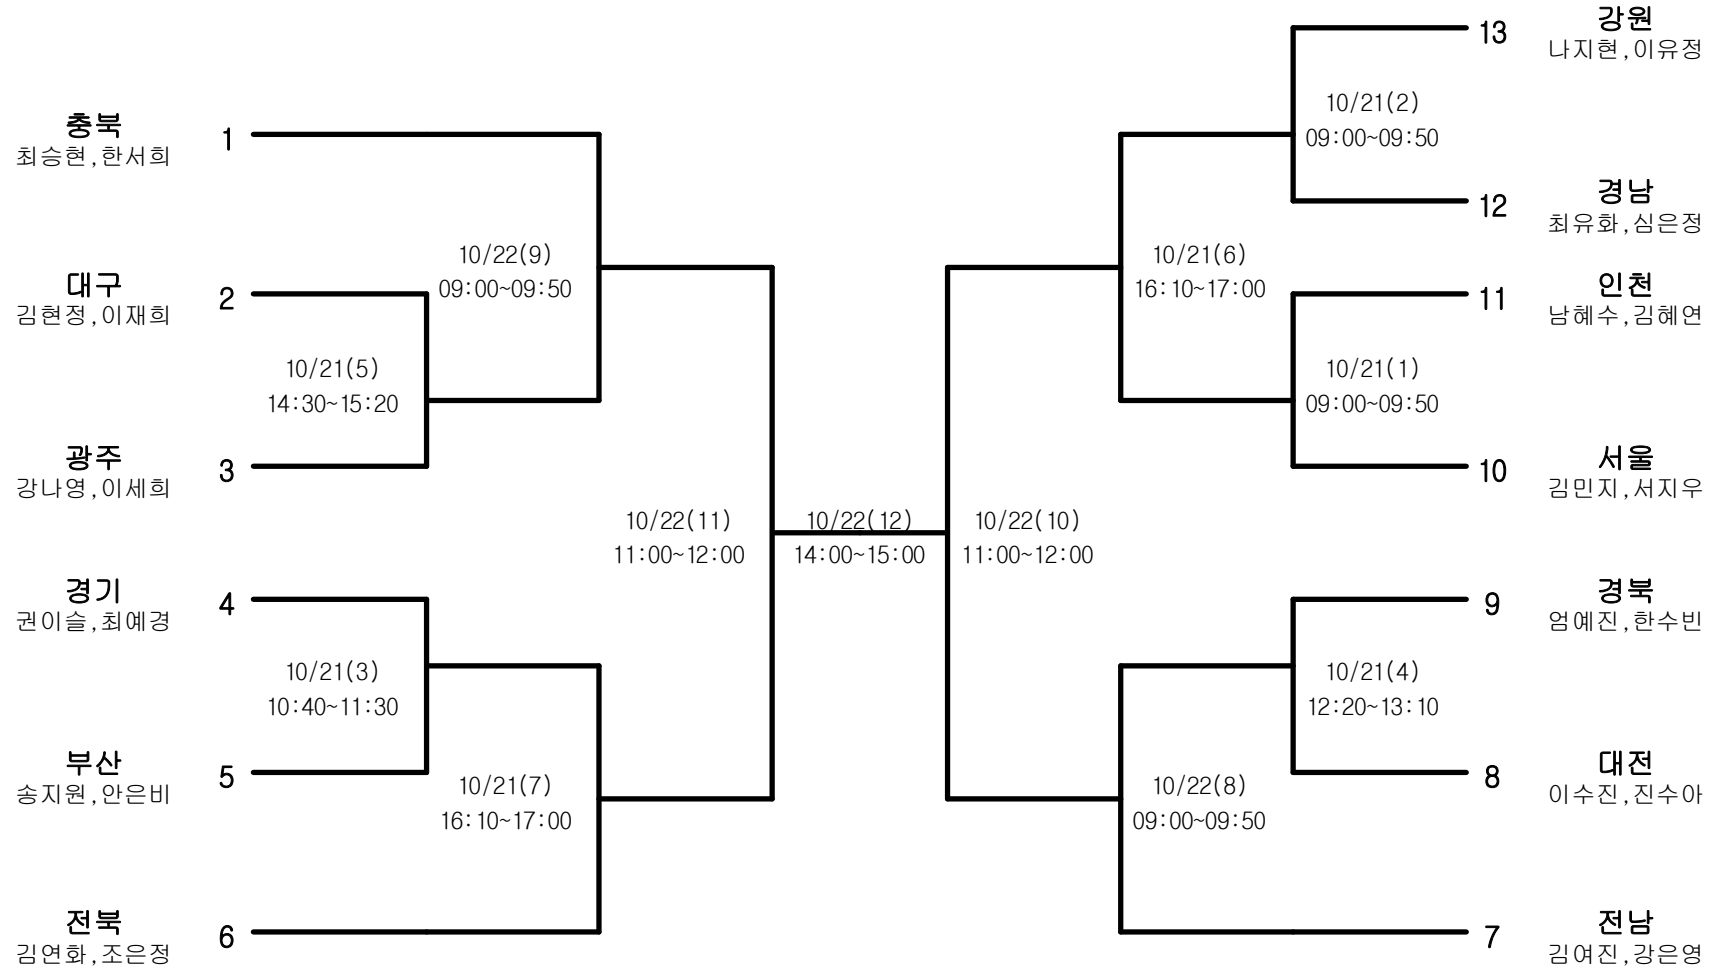 충북
최승현,한서희
1
대구
김현정,이재희
2
광주
강나영,이세희
3
경기
권이슬,최예경
4
부산
송지원,안은비
5
전북
김연화,조은정
6
10/21(5)
14:30~15:20
10/21(3)
10:40~11:30
10/22(9)
09:00~09:50
10/21(7)
16:10~17:00
10/22(11)
11:00~12:00
10/22(12)
14:00~15:00
10/22(10)
11:00~12:00
10/21(6)
16:10~17:00
10/22(8)
09:00~09:50
10/21(2)
09:00~09:50
10/21(1)
09:00~09:50
10/21(4)
12:20~13:10
13
강원
나지현,이유정
12
경남
최유화,심은정
11
인천
남혜수,김혜연
10
서울
김민지,서지우
9
경북
엄예진,한수빈
8
대전
이수진,진수아
7
전남
김여진,강은영